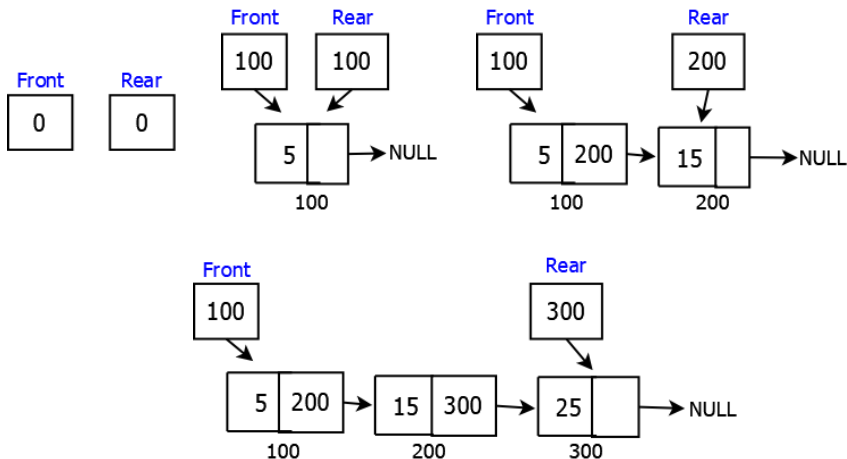 Front Rear
0 0
Front Rear
100 100
5 NULL
100
Front Rear
100 200
5 200 15 NULL
100 200
Front Rear
100 300
5 200 15 300 25 NULL
100 200 300